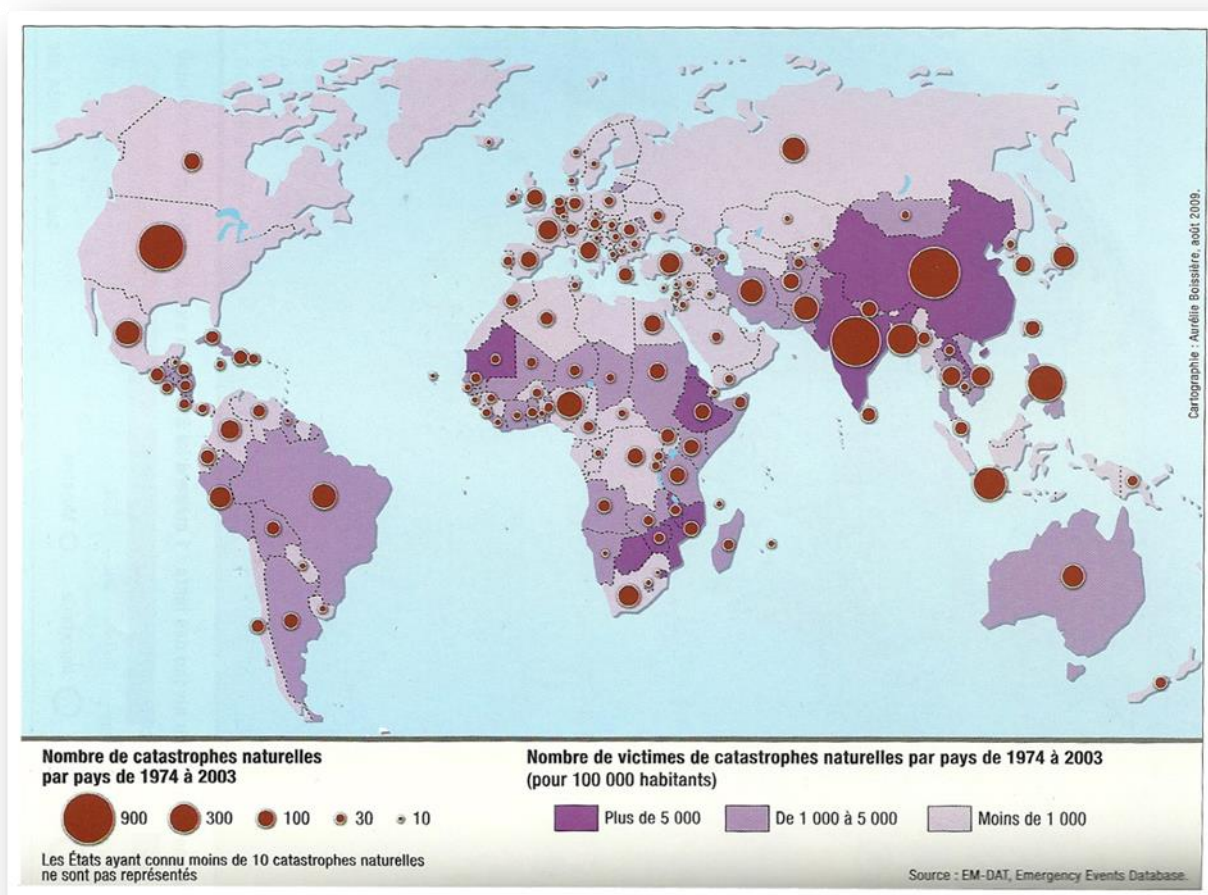 Cartographie : Aurélie Boissière, août 2009.
Nombre de catastrophes naturelles
par pays de 1974 à 2003
900
300
100
30
10
Les États ayant connu moins de 10 catastrophes naturelles
ne sont pas représentés
Nombre de victimes de catastrophes naturelles par pays de 1974 à 2003
(pour 100 000 habitants)
Plus de 5 000
De 1 000 à 5 000
Moins de 1 000
Source : EM-DAT, Emergency Events Database.